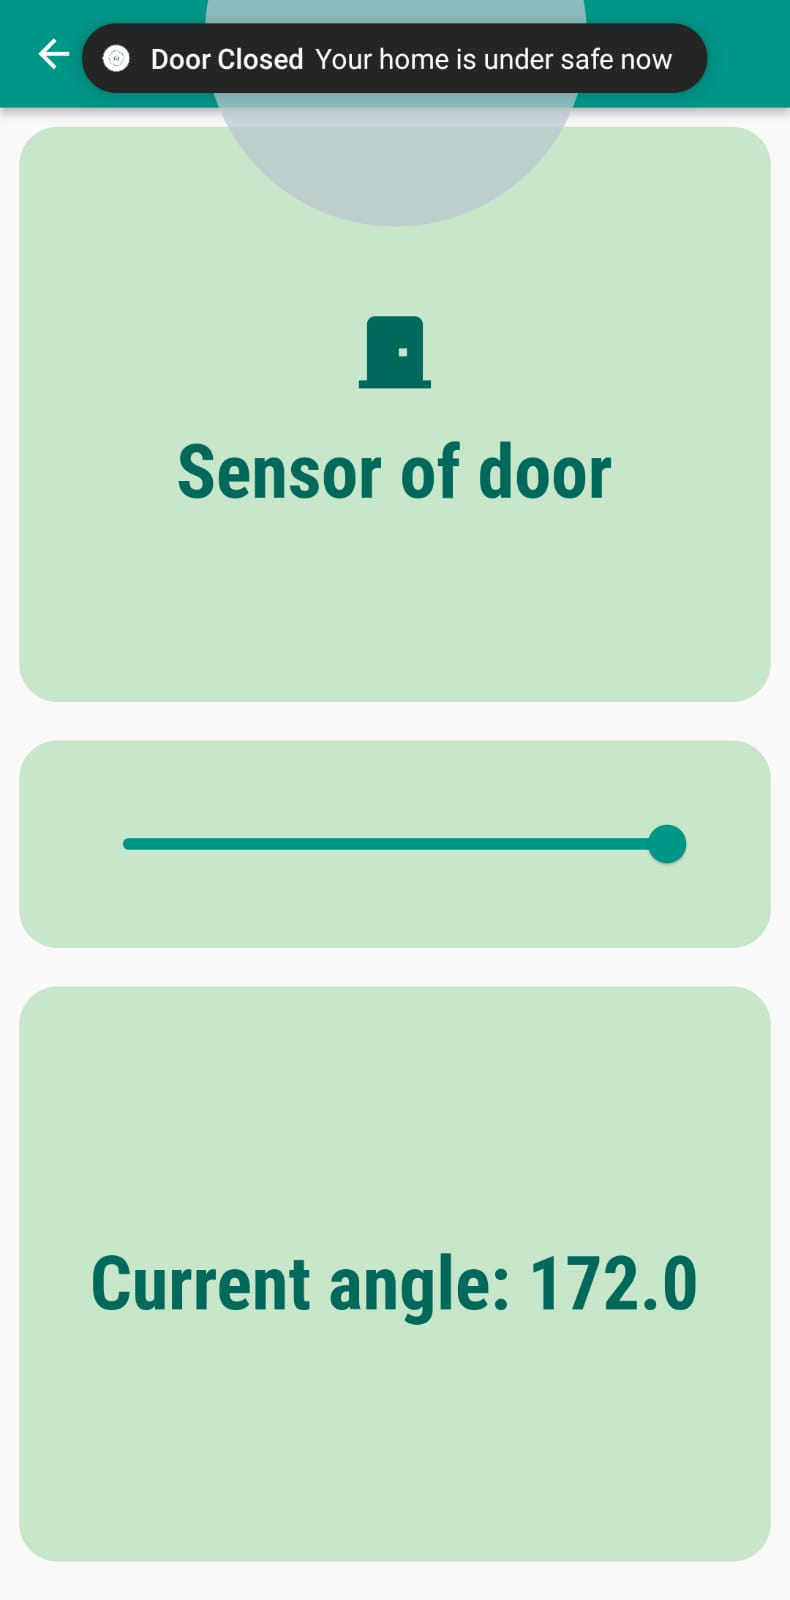 Door Closed Your home is under safe now
Sensor of door
Current angle: 172.0